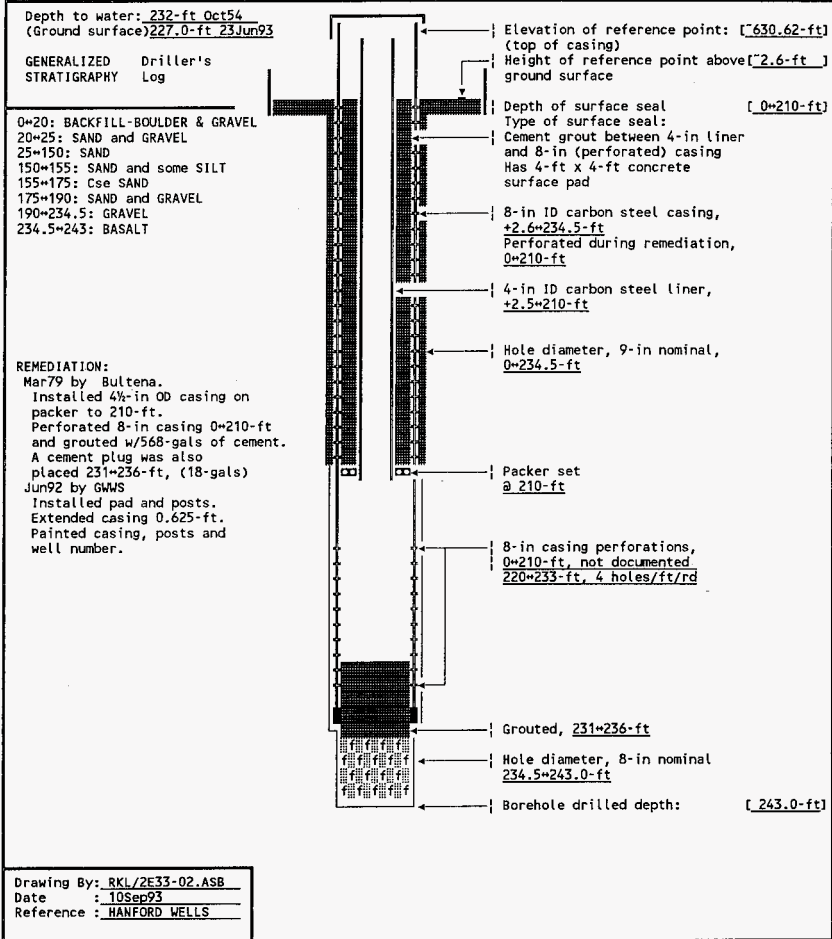 Depth to water: 232-ft Oct54
(Ground surface)227.0-ft 23Jun93
GENERALIZED Driller's
STRATIGRAPHY Log
0↔20: BACKFILL-BOULDER & GRAVEL
20↔25: SAND and GRAVEL
25↔150: SAND
150↔155: SAND and some SILT
155↔175: Cse SAND
175↔190: SAND and GRAVEL
190↔234.5: GRAVEL
234.5↔243: BASALT
REMEDIATION:
Mar79 by Bultena.
Installed 4½-in OD casing on
packer to 210-ft.
Perforated 8-in casing 0↔210-ft
and grouted w/568-gals of cement.
A cement plug was also
placed 231↔236-ft, (18-gals)
Jun92 by GWWS
Installed pad and posts.
Extended casing 0.625-ft.
Painted casing, posts and
well number.
Elevation of reference point: [~630.62-ft]
(top of casing)
Height of reference point above[~2.6-ft ]
ground surface
Depth of surface seal [ 0↔210-ft]
Type of surface seal:
Cement grout between 4-in liner
and 8-in (perforated) casing
Has 4-ft x 4-ft concrete
surface pad
8-in ID carbon steel casing,
+2.6↔234.5-ft
Perforated during remediation,
0↔210-ft
4-in ID carbon steel liner,
+2.5↔210-ft
Hole diameter, 9-in nominal,
0↔234.5-ft
Packer set
@ 210-ft
8-in casing perforations,
0↔210-ft, not documented
220↔233-ft, 4 holes/ft/rd
Grouted, 231↔236-ft
f f f f
f f f f
f f f f
f f f f
Hole diameter, 8-in nominal
234.5↔243.0-ft
Borehole drilled depth: [ 243.0-ft]
Drawing By: RKL/2E33-02.ASB
Date : 10Sep93
Reference : HANFORD WELLS